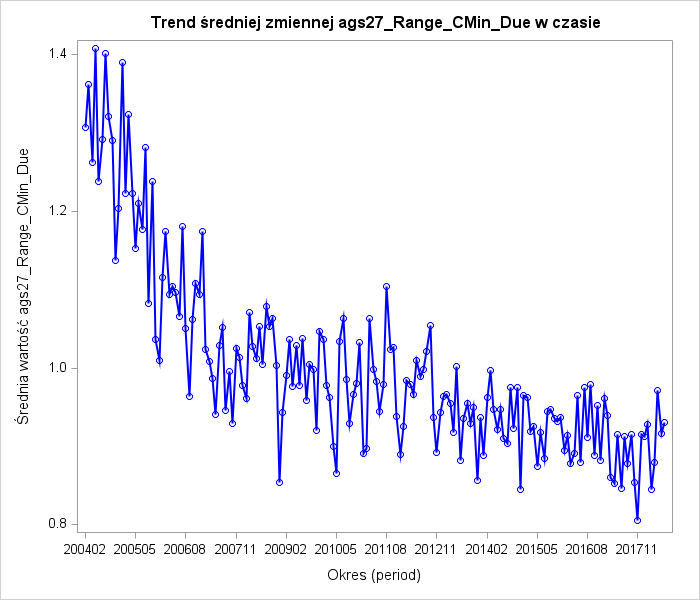 Trend średniej zmiennej ags27_Range_CMin_Due w czasie
Średnia wartość ags27_Range_CMin_Due
1.4
1.2
1.0
0.8
200402 200505 200608 200711 200902 201005 201108 201211 201402 201505 201608 201711
Okres (period)